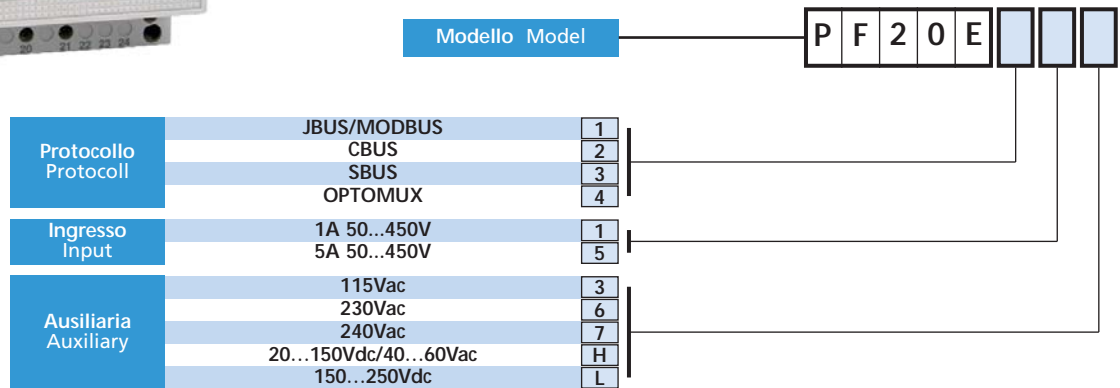 20 21 22 23 24
Modello Model
P F 2 0 E
Protocollo
Protocoll
JBUS/MODBUS 1
CBUS 2
SBUS 3
OPTOMUX 4
Ingresso
Input
1A 50...450V 1
5A 50...450V 5
Ausiliaria
Auxiliary
115Vac 3
230Vac 6
240Vac 7
20...150Vdc/40...60Vac H
150...250Vdc L